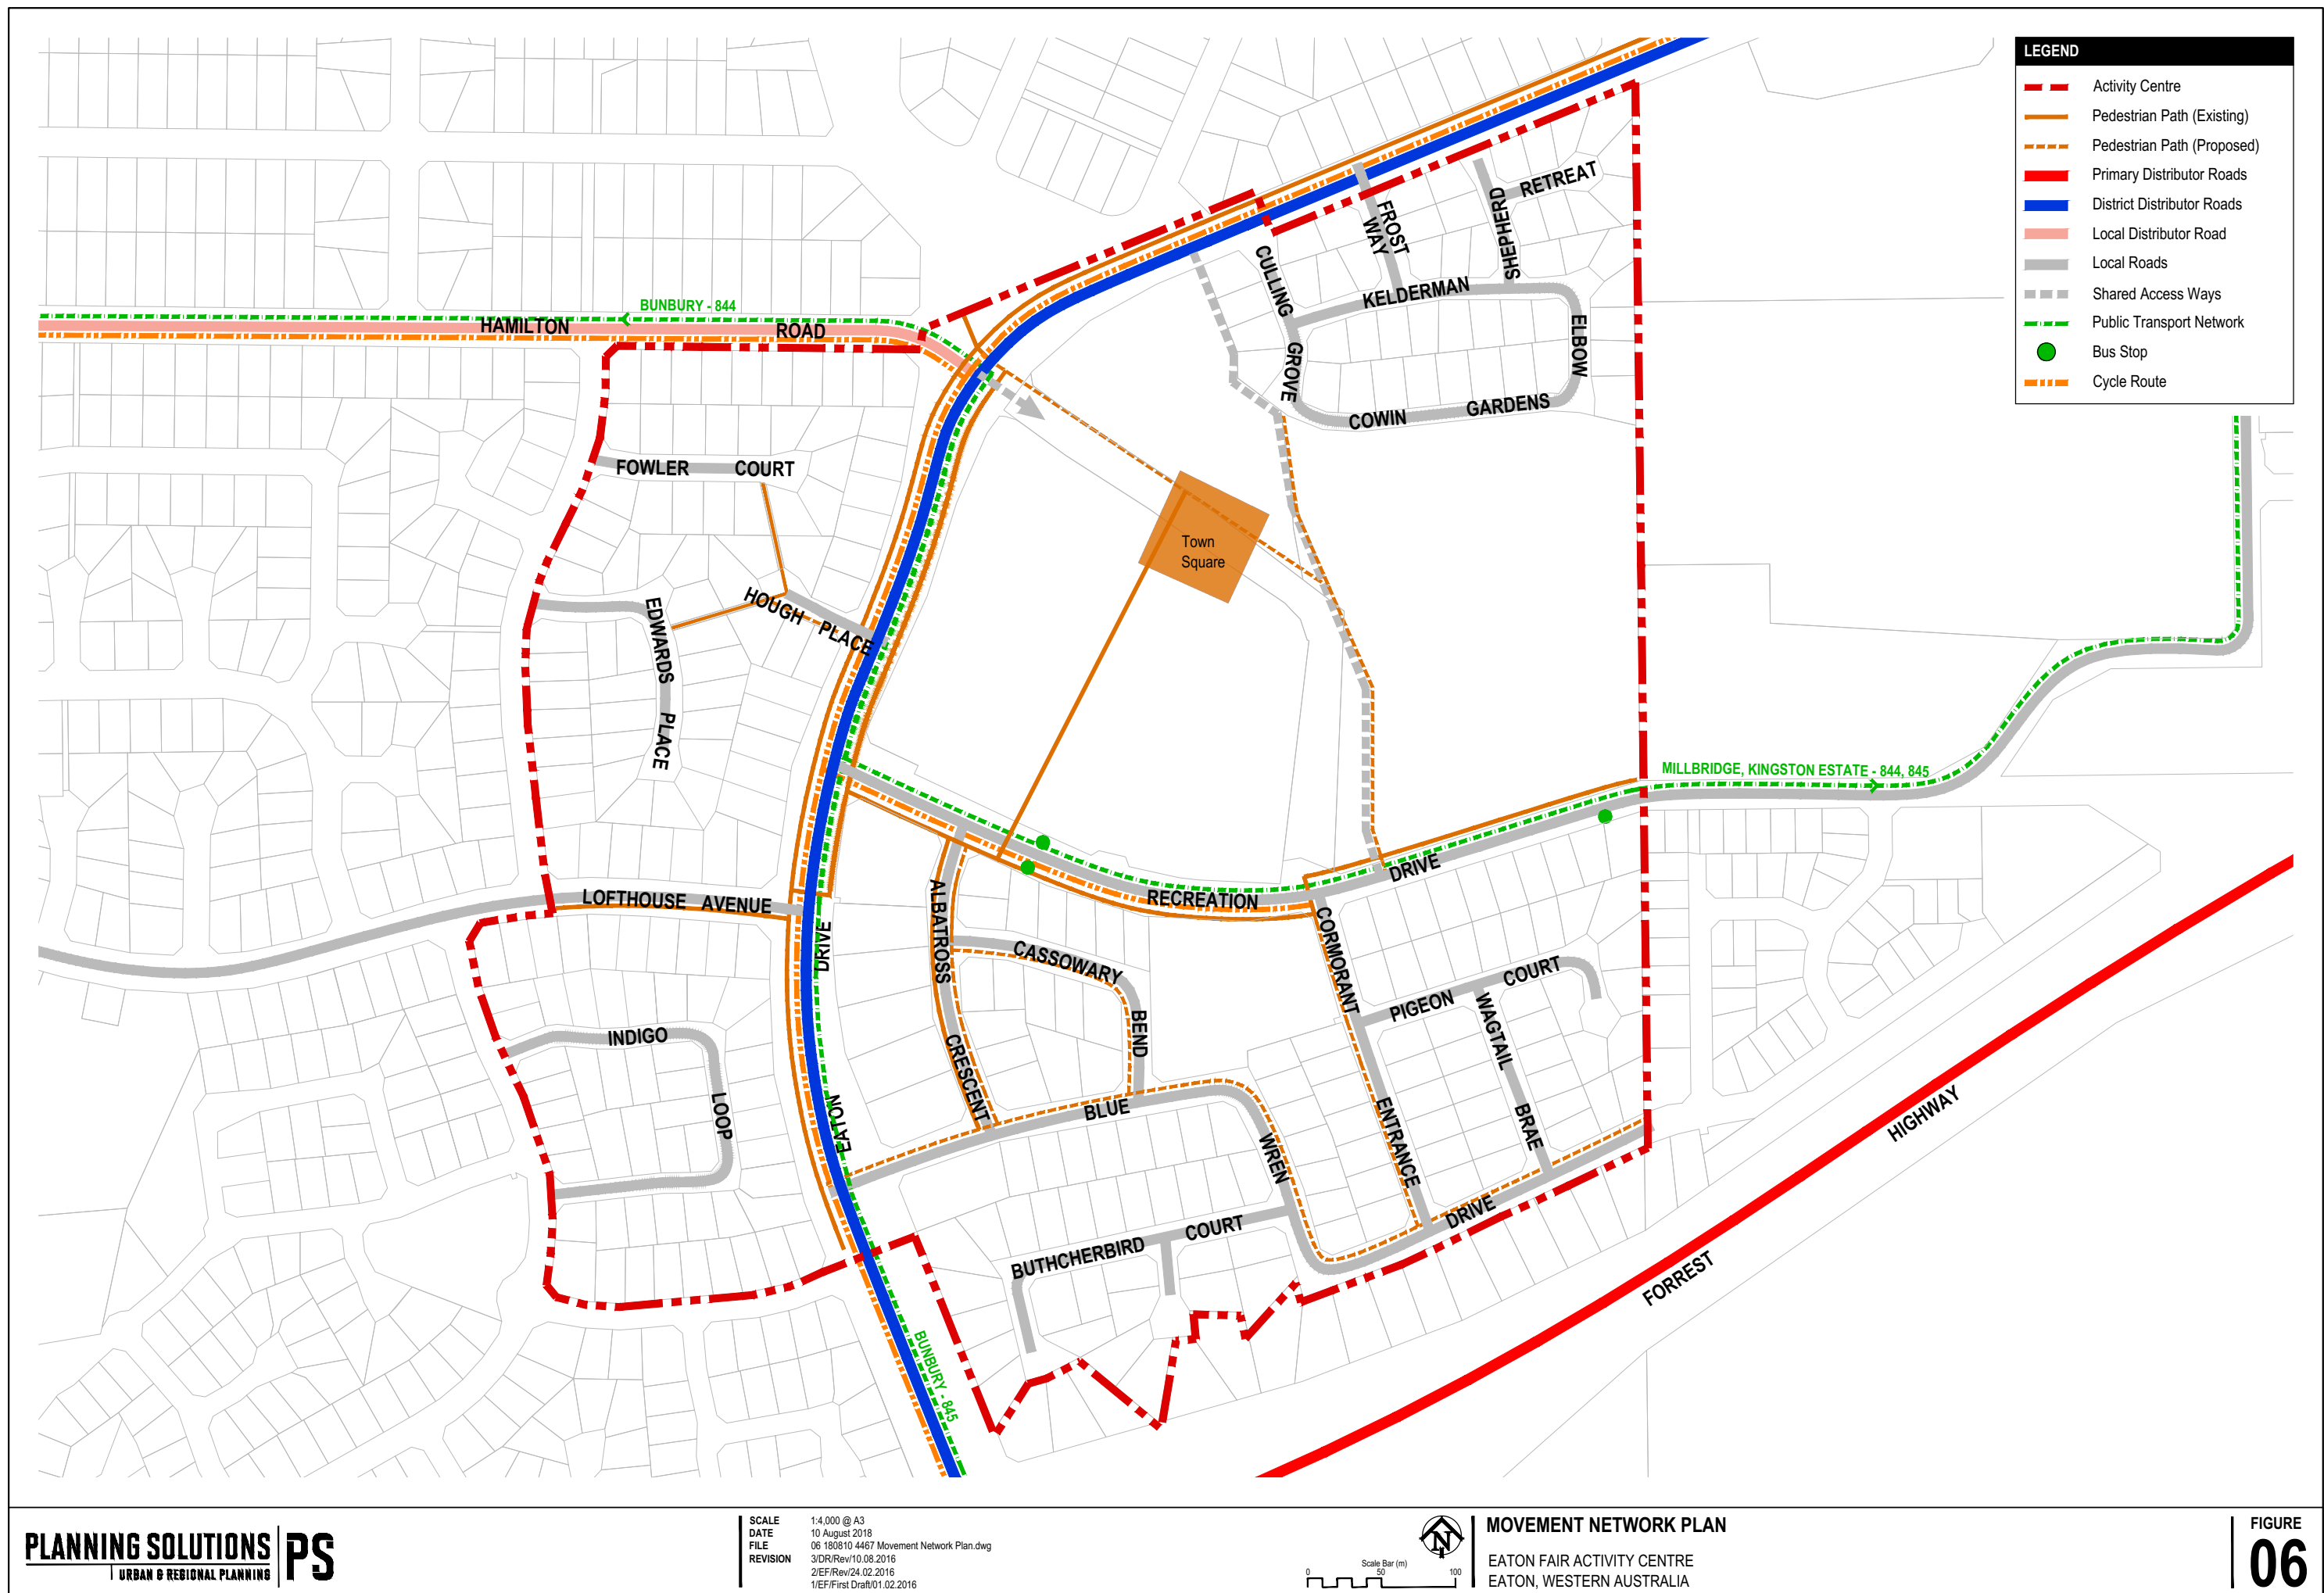 LEGEND
Activity Centre
Pedestrian Path (Existing)
Pedestrian Path (Proposed)
Primary Distributor Roads
District Distributor Roads
Local Distributor Road
Local Roads
Shared Access Ways
Public Transport Network
Bus Stop
Cycle Route
RETREAT
SHEPHERD
FROST
WAY
CULLING
GROVE
KELDERMAN
ELBOW
COWIN GARDENS
BUNBURY - 844
HAMILTON ROAD
FOWLER COURT
Town
Square
HOUGH PLACE
EDWARDS PLACE
MILLBRIDGE, KINGSTON ESTATE - 844, 845
LOFTHOUSE AVENUE
RECREATION DRIVE
EATON DRIVE
ALBATROSS CRESCENT
CASSOWARY BEND
CORMORANT ENTRANCE
PIGEON COURT
WAGTAIL BRAE
INDIGO LOOP
BLUE WREN DRIVE
BUTHCHERBIRD COURT
FORREST HIGHWAY
BUNBURY - 845
PLANNING SOLUTIONS
URBAN & REGIONAL PLANNING
PS
SCALE 1:4,000 @ A3
DATE 10 August 2018
FILE 06 180810 4467 Movement Network Plan.dwg
REVISION 3/DR/Rev/10.08.2016
2/EF/Rev/24.02.2016
1/EF/First Draft/01.02.2016
Scale Bar (m)
0 50 100
N
MOVEMENT NETWORK PLAN
EATON FAIR ACTIVITY CENTRE
EATON, WESTERN AUSTRALIA
FIGURE
06